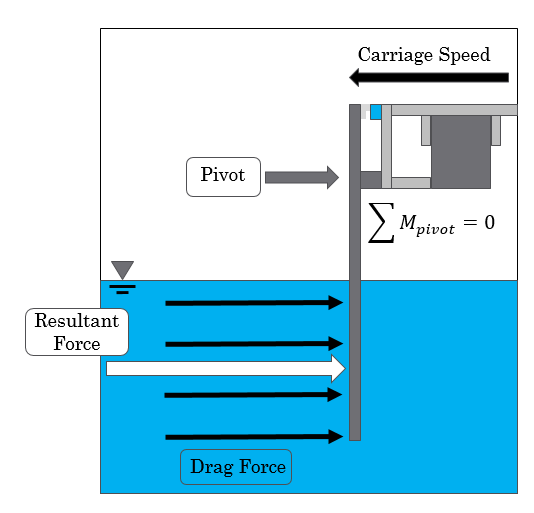 Carriage Speed
Pivot
∑ M_pivot = 0
Resultant
Force
Drag Force